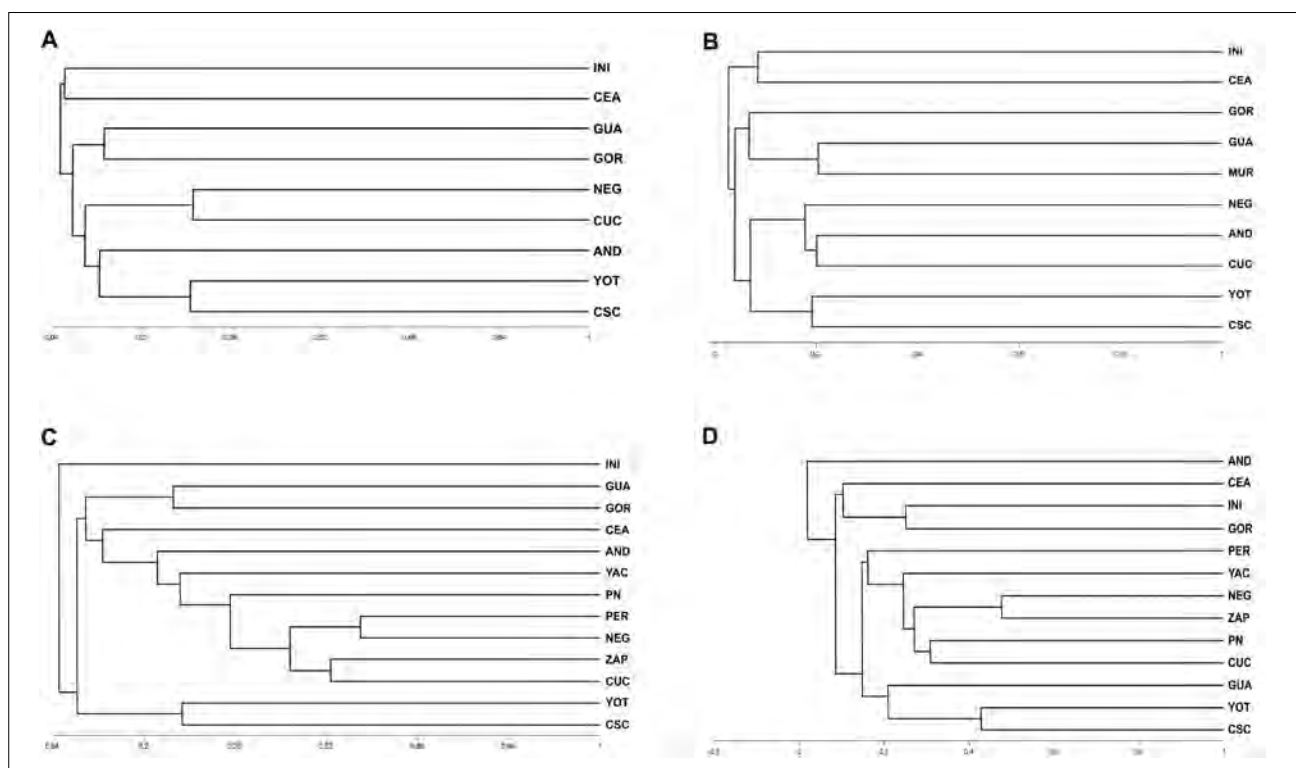 A
INI
CEA
GUA
GOR
NEG
CUC
AND
YOT
CSC
1
B
INI
CEA
GOR
GUA
MUR
NEG
AND
CUC
YOT
CSC
1
C
INI
GUA
GOR
CEA
AND
YAC
PN
PER
NEG
ZAP
CUC
YOT
CSC
1
D
AND
CEA
INI
GOR
PER
YAC
NEG
ZAP
PN
CUC
GUA
YOT
CSC
1